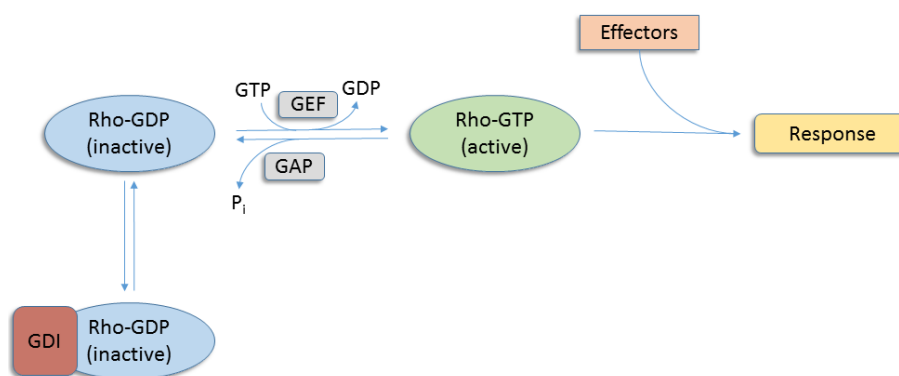 Effectors
GTP
GDP
GEF
Rho-GDP
(inactive)
Rho-GTP
(active)
Response
GAP
Pi
GDI
Rho-GDP
(inactive)